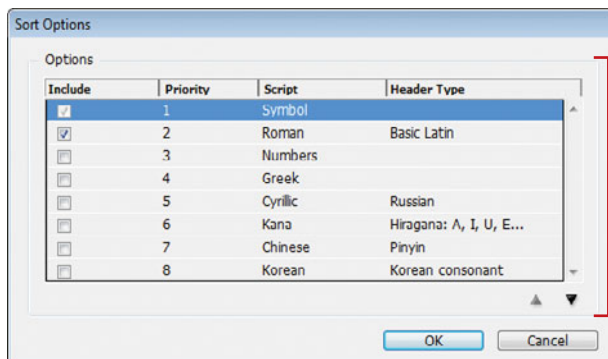 Sort Options
Options
Include Priority Script Header Type
1 Symbol
2 Roman Basic Latin
3 Numbers
4 Greek
5 Cyrillic Russian
6 Kana Hiragana: A, I, U, E...
7 Chinese Pinyin
8 Korean Korean consonant
OK Cancel